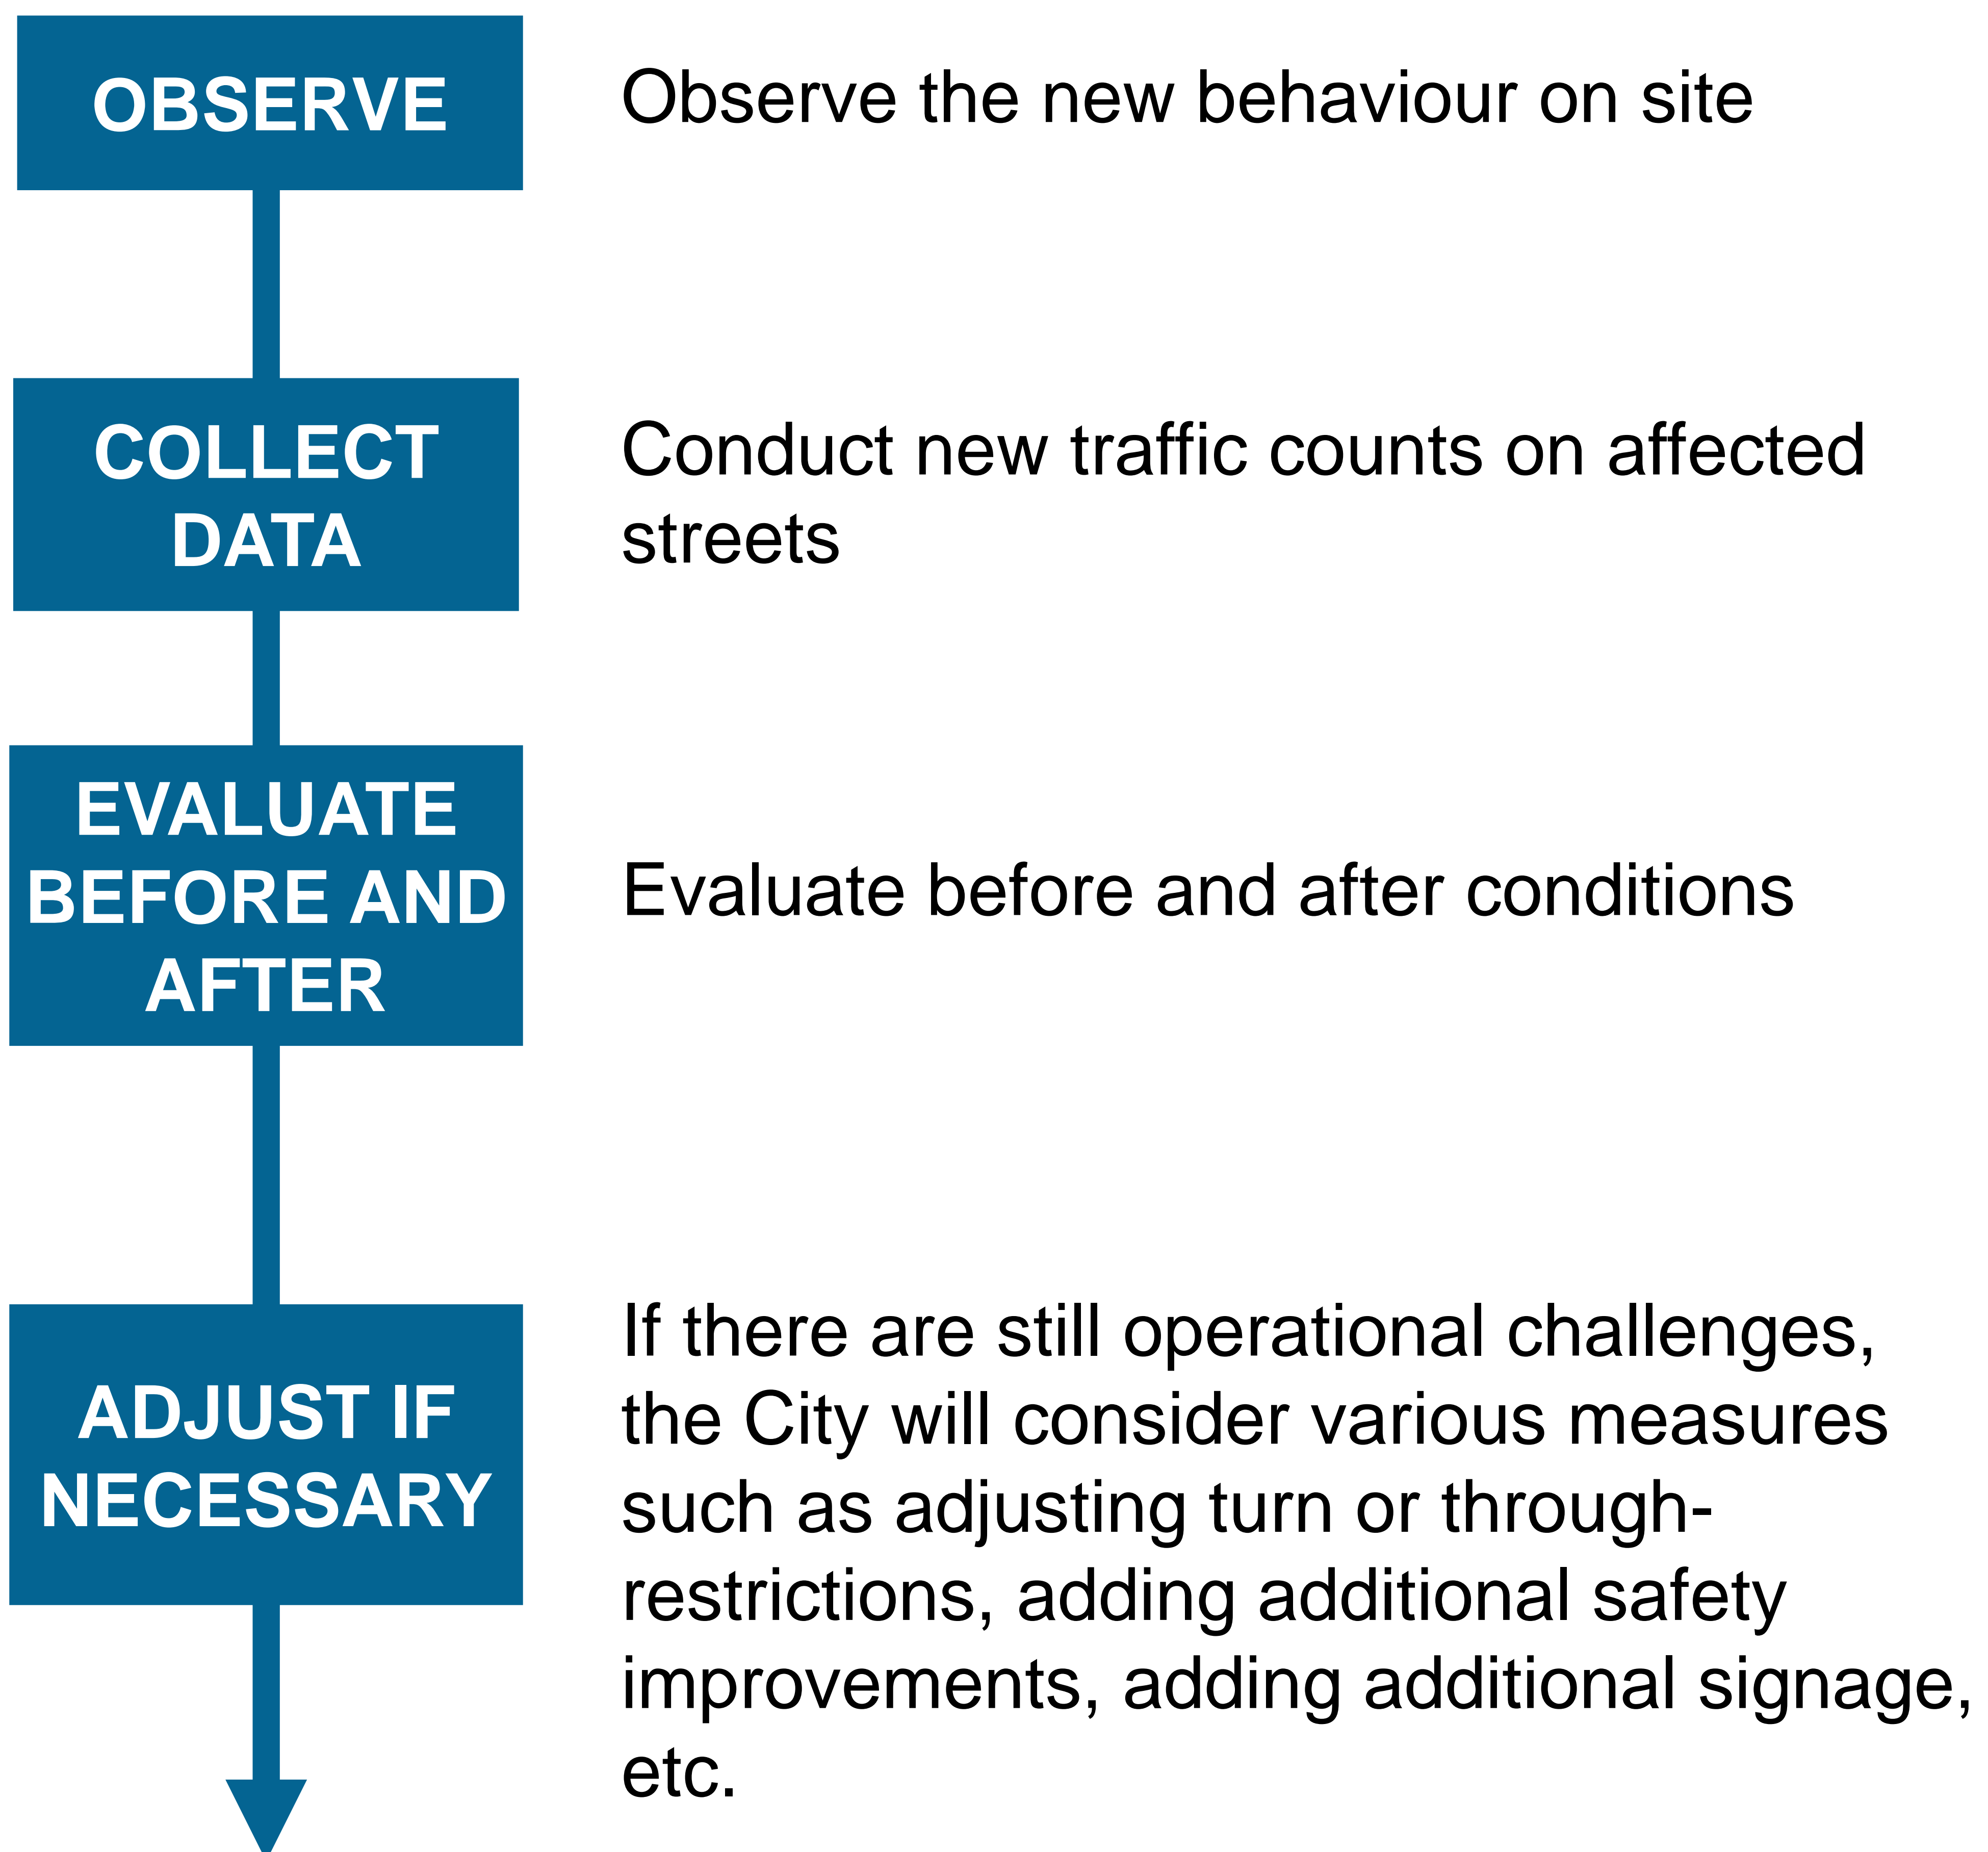 OBSERVE
Observe the new behaviour on site
COLLECT
DATA
Conduct new traffic counts on affected
streets
EVALUATE
BEFORE AND
AFTER
Evaluate before and after conditions
ADJUST IF
NECESSARY
If there are still operational challenges,
the City will consider various measures
such as adjusting turn or through-
restrictions, adding additional safety
improvements, adding additional signage,
etc.